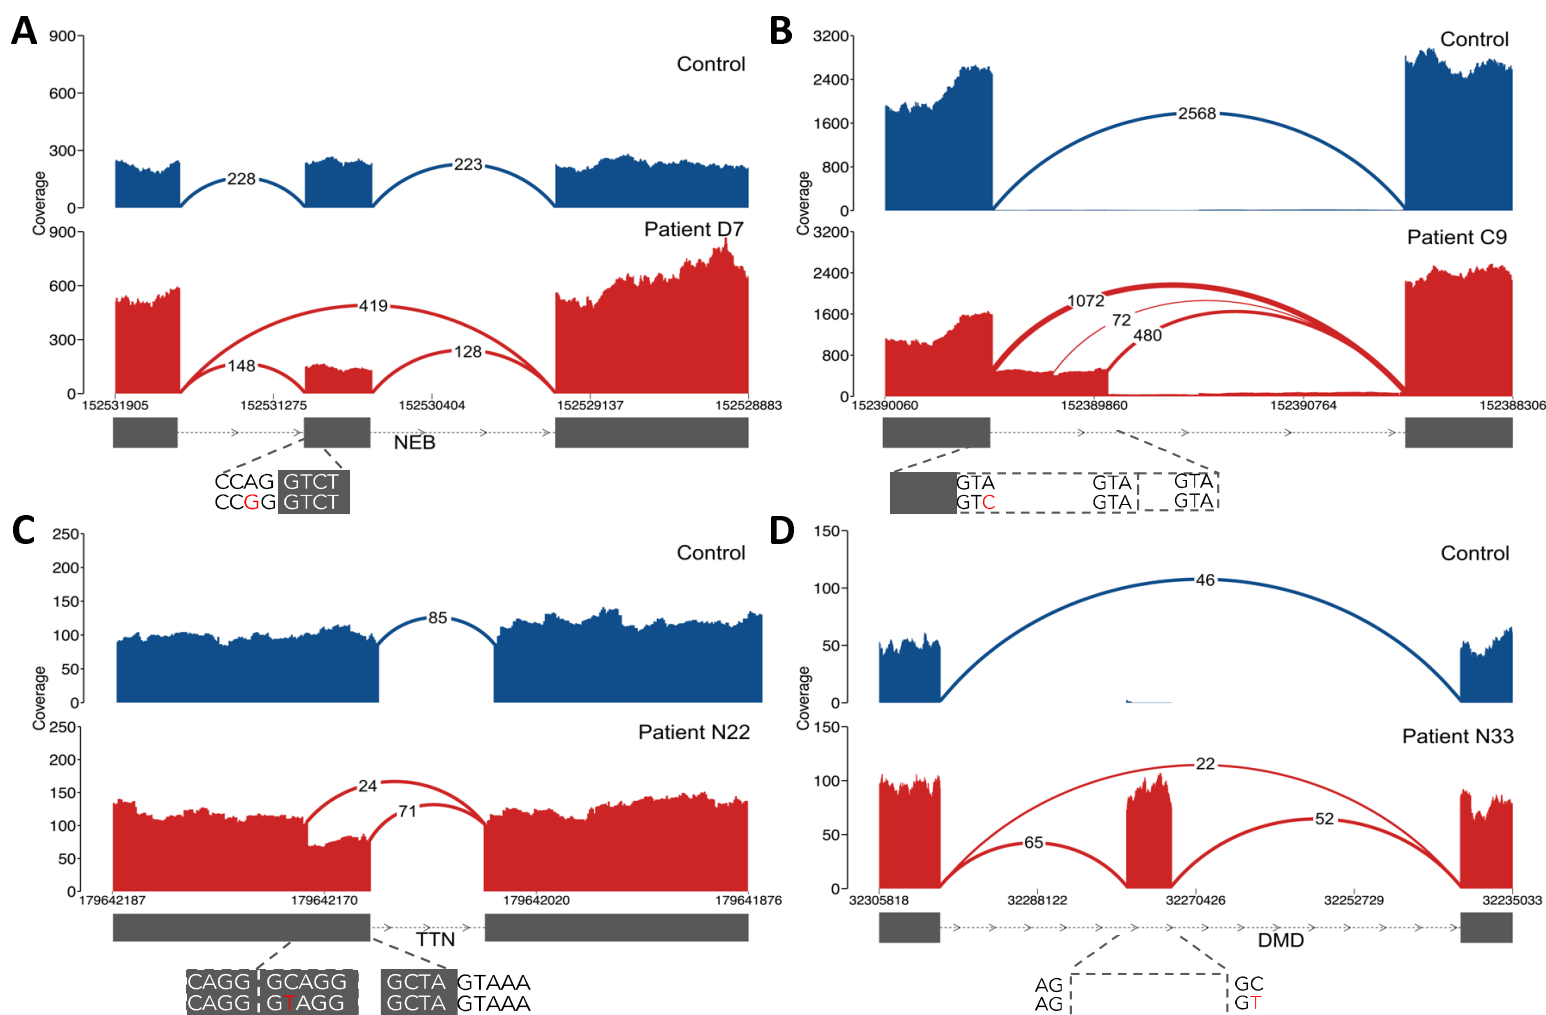 A
900
600
300
0
Coverage
Control
228
223
900
600
300
0
Patient D7
419
148
128
152531905
152531275
152530404
152529137
152528883
NEB
CCAG GTCT
CCGG GTCT
B
3200
2400
1600
800
0
Coverage
Control
2568
3200
2400
1600
800
0
Patient C9
1072
72
480
152390060
152389860
152390764
152388306
GTA GTA GTA
GTC GTA GTA
C
250
200
150
100
50
0
Coverage
Control
85
250
200
150
100
50
0
Patient N22
24
71
179642187
179642170
179642020
179641876
TTN
CAGG GCAGG GCTA GTAAA
CAGG GTAGG GCTA GTAAA
D
150
100
50
0
Coverage
Control
46
150
100
50
0
Patient N33
22
65
52
32305818
32288122
32270426
32252729
32235033
DMD
AG GC
AG GT